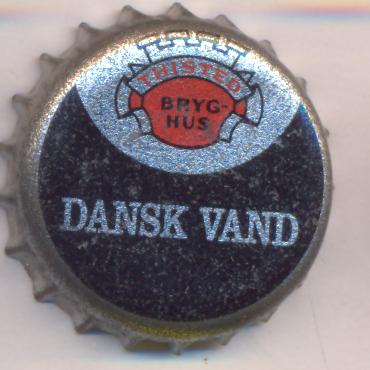 THISTED
BRYG-
HUS
DANSK VAND